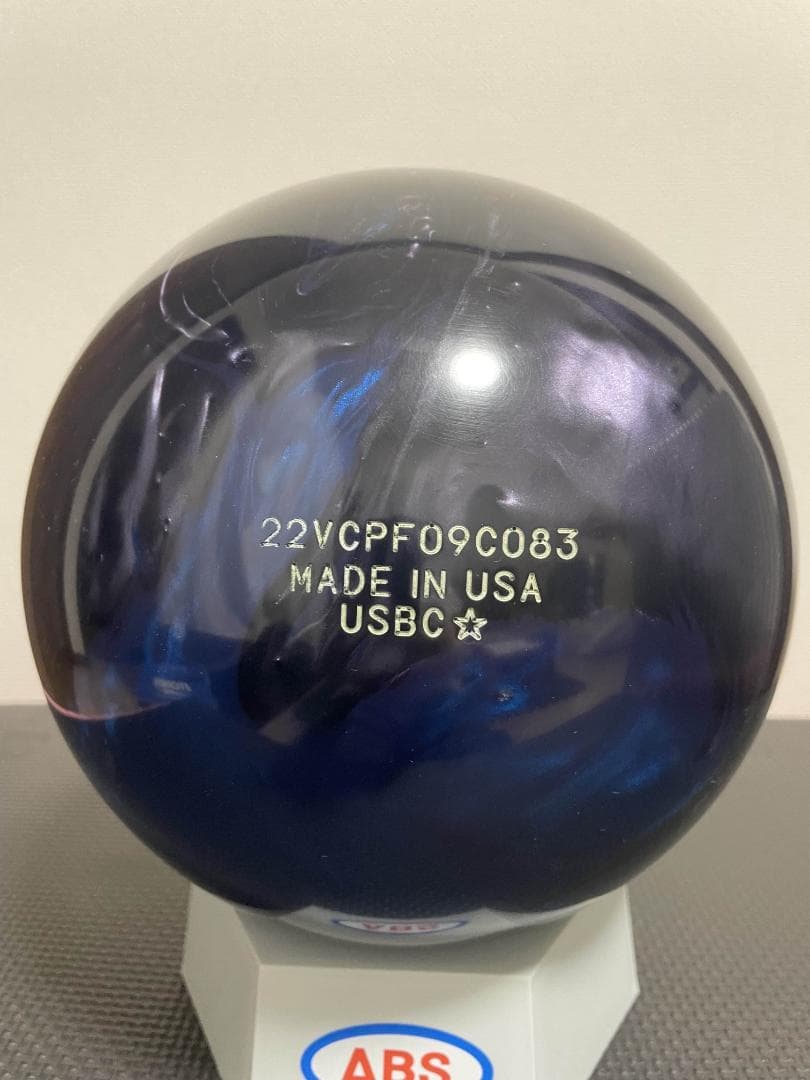 22VCPF09C083
MADE IN USA
USBC☆
ABS